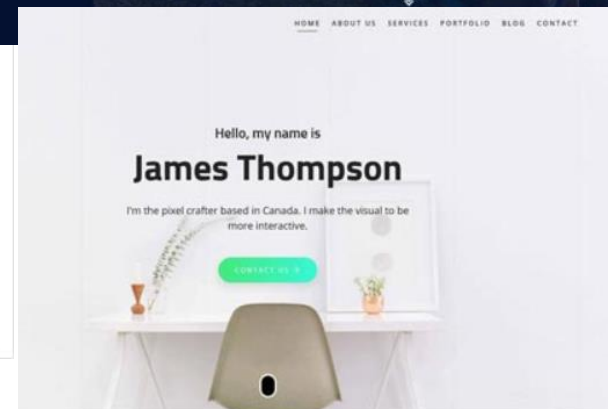 HOME ABOUT US SERVICES PORTFOLIO BLOG CONTACT
Hello, my name is
James Thompson
I'm the pixel crafter based in Canada. I make the visual to be
more interactive.
CONTACT US